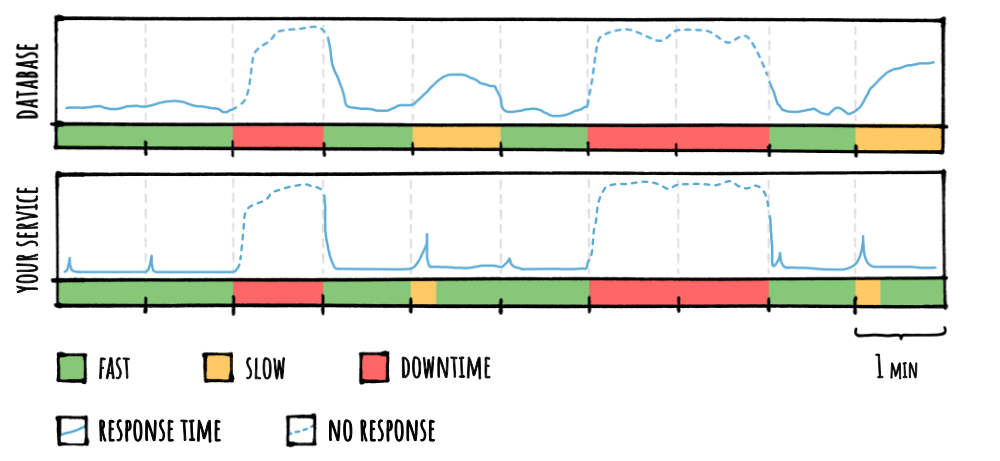 DATABASE
YOUR SERVICE
FAST
SLOW
DOWNTIME
1 MIN
RESPONSE TIME
NO RESPONSE